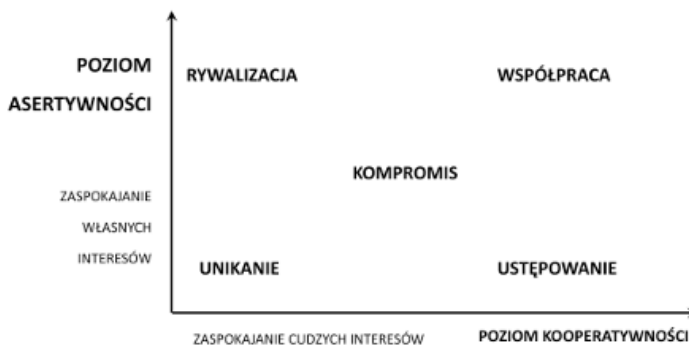 POZIOM
ASERTYWNOŚCI
RYWALIZACJA
WSPÓŁPRACA
KOMPROMIS
ZASPOKAJANIE
WŁASNYCH
INTERESÓW
UNIKANIE
USTĘPOWANIE
ZASPOKAJANIE CUDZYCH INTERESÓW
POZIOM KOOPERATYWNOŚCI